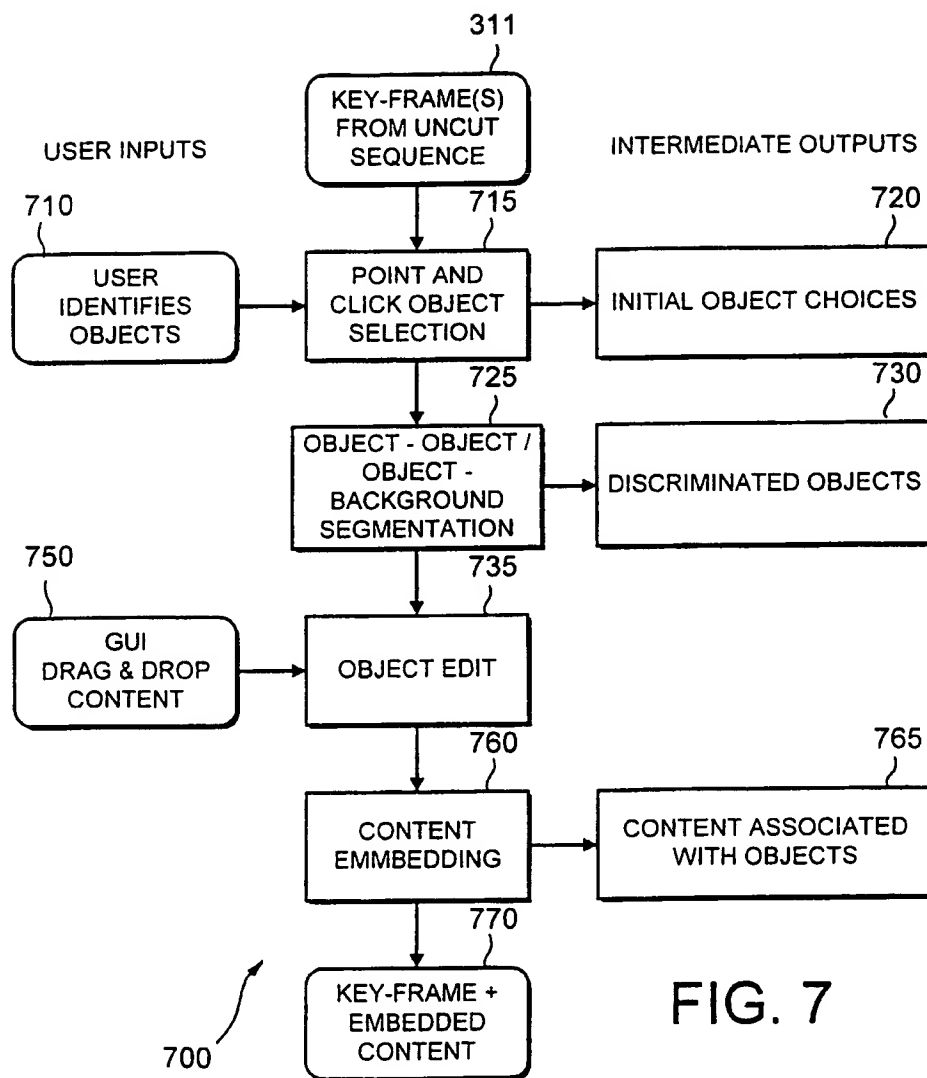 311
KEY-FRAME(S)
FROM UNCUT
SEQUENCE
USER INPUTS
INTERMEDIATE OUTPUTS
710
715
720
USER
IDENTIFIES
OBJECTS
POINT AND
CLICK OBJECT
SELECTION
INITIAL OBJECT CHOICES
725
730
OBJECT - OBJECT /
OBJECT -
BACKGROUND
SEGMENTATION
DISCRIMINATED OBJECTS
750
735
GUI
DRAG & DROP
CONTENT
OBJECT EDIT
760
765
CONTENT
EMMBEDDING
CONTENT ASSOCIATED
WITH OBJECTS
770
KEY-FRAME +
EMBEDDED
CONTENT
700
FIG. 7